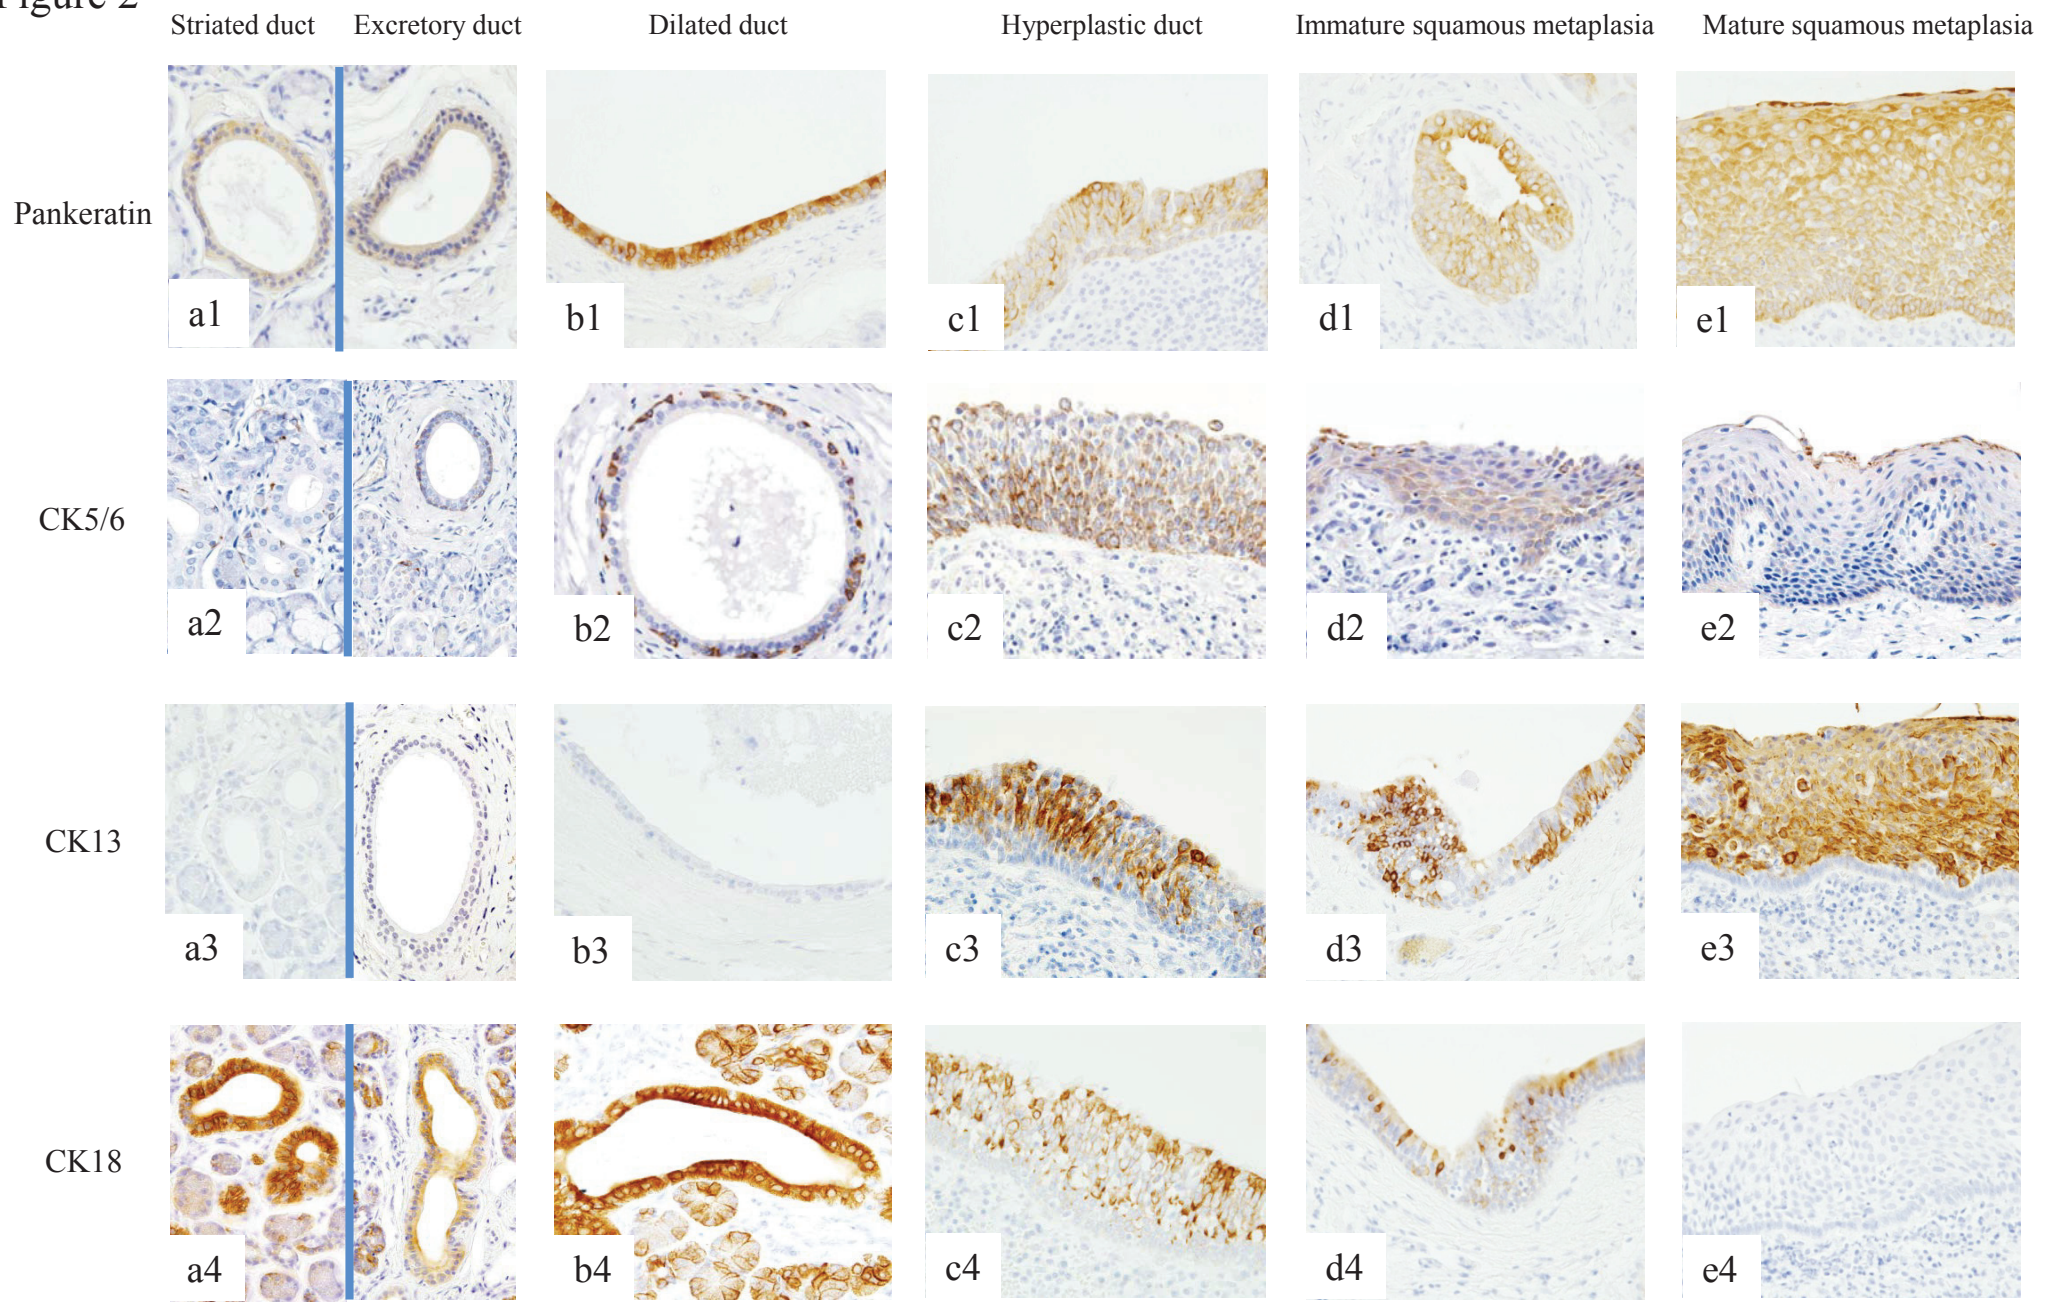 Figure 2
Striated duct Excretory duct Dilated duct Hyperplastic duct Immature squamous metaplasia Mature squamous metaplasia
Pankeratin
a1 b1 c1 d1 e1
CK5/6
a2 b2 c2 d2 e2
CK13
a3 b3 c3 d3 e3
CK18
a4 b4 c4 d4 e4